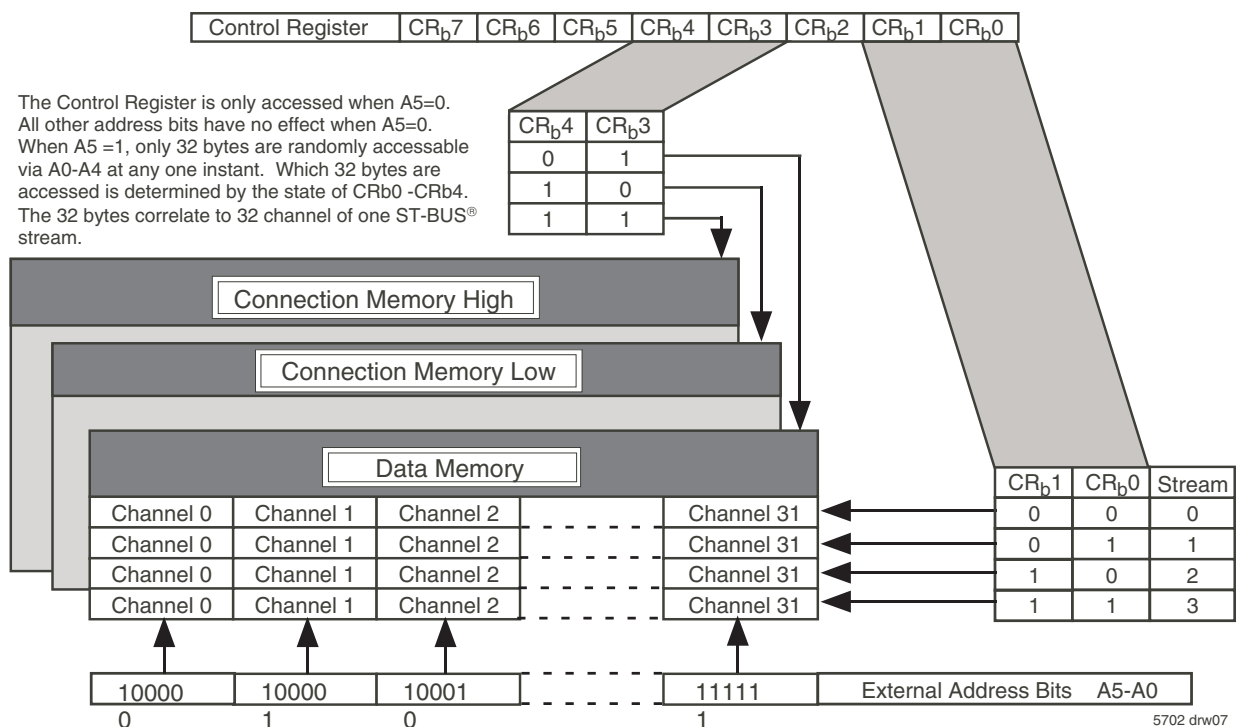 Control Register CRb7 CRb6 CRb5 CRb4 CRb3 CRb2 CRb1 CRb0
The Control Register is only accessed when A5=0.
All other address bits have no effect when A5=0.
When A5 =1, only 32 bytes are randomly accessable
via A0-A4 at any one instant. Which 32 bytes are
accessed is determined by the state of CRb0 -CRb4.
The 32 bytes correlate to 32 channel of one ST-BUS®
stream.
CRb4 CRb3
0 1
1 0
1 1
Connection Memory High
Connection Memory Low
Data Memory
Channel 0 Channel 1 Channel 2 Channel 31
Channel 0 Channel 1 Channel 2 Channel 31
Channel 0 Channel 1 Channel 2 Channel 31
Channel 0 Channel 1 Channel 2 Channel 31
CRb1 CRb0 Stream
0 0 0
0 1 1
1 0 2
1 1 3
10000 10000 10001 11111 External Address Bits A5-A0
0 1 0 1
5702 drw07